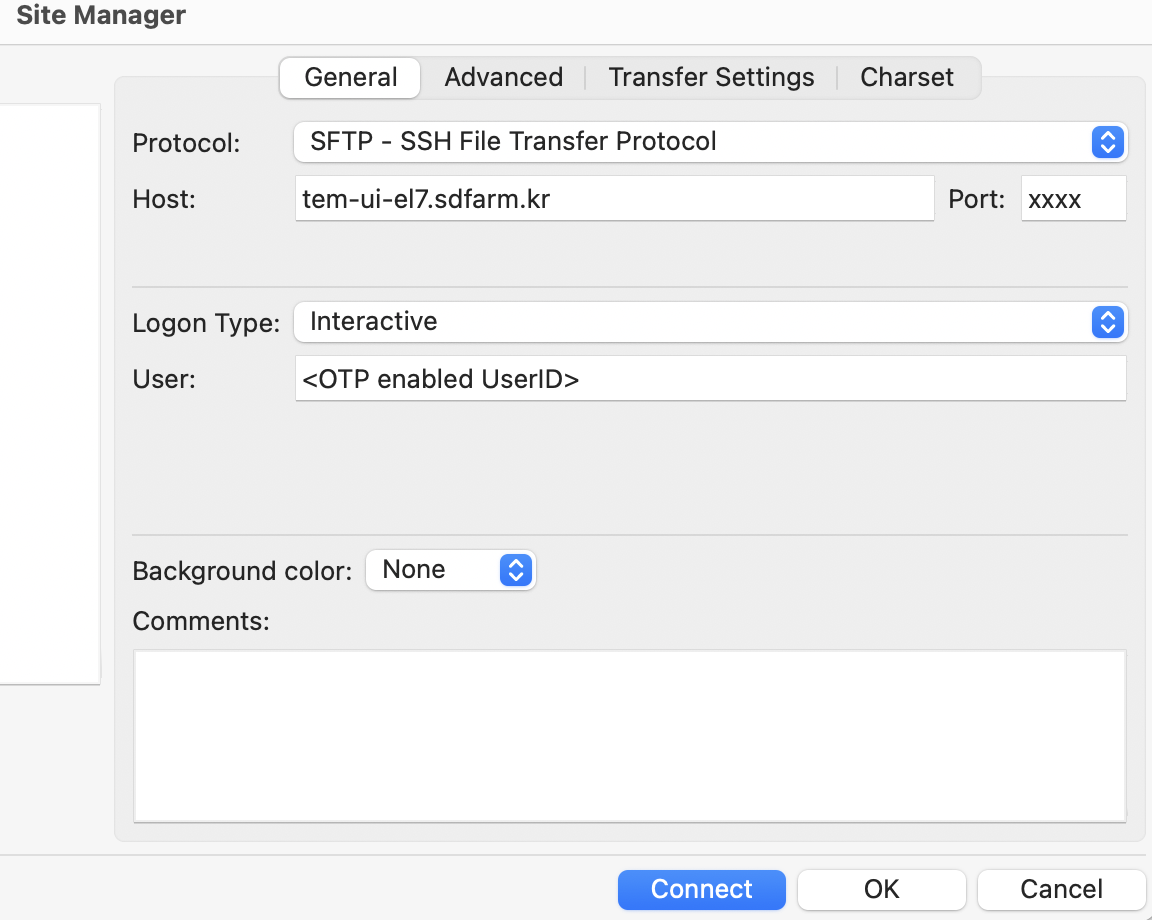 Site Manager
General Advanced Transfer Settings Charset
Protocol: SFTP - SSH File Transfer Protocol
Host: tem-ui-el7.sdfarm.kr Port: xxxx
Logon Type: Interactive
User: <OTP enabled UserID>
Background color: None
Comments:
Connect OK Cancel